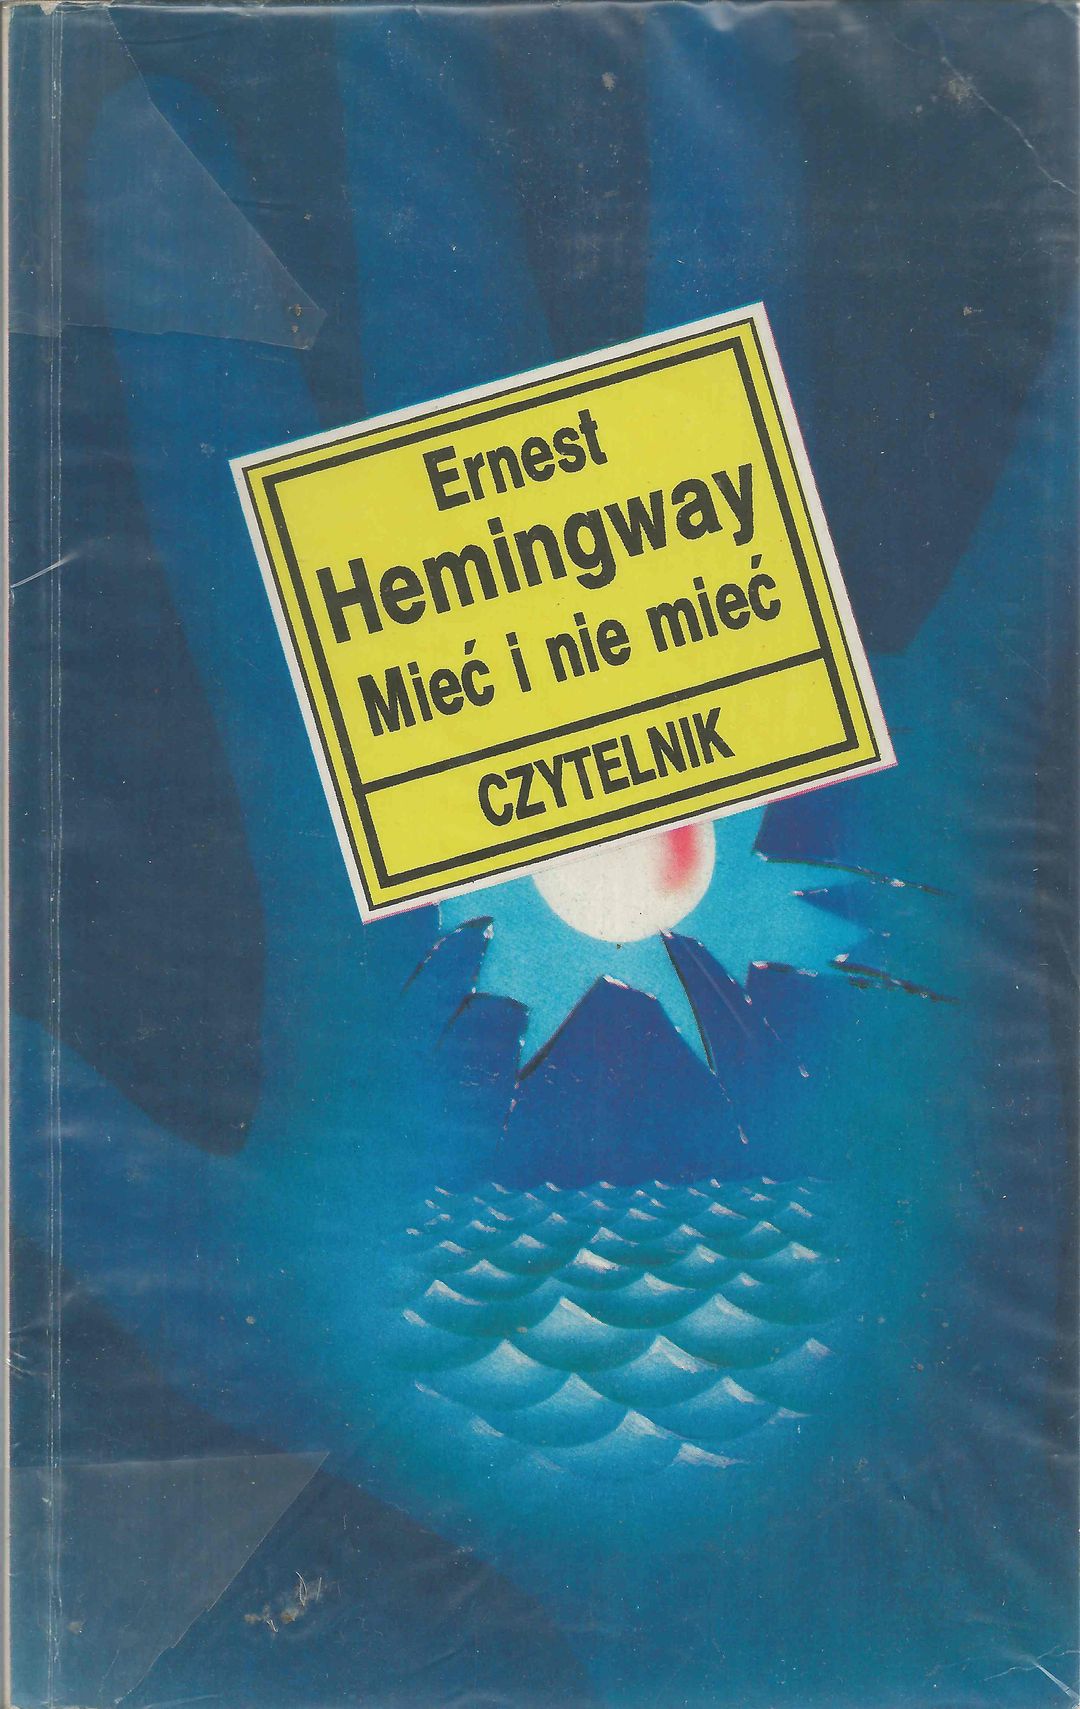 Ernest
Hemingway
Mieć i nie mieć
CZYTELNIK